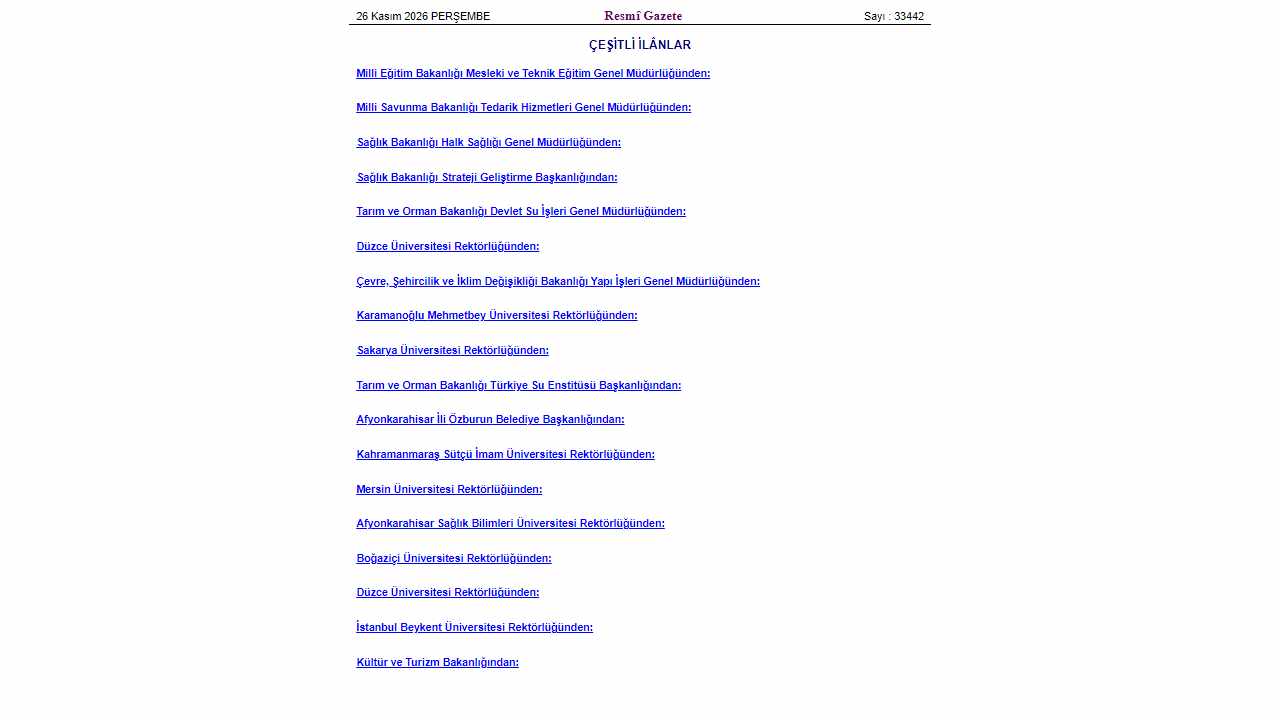 26 Kasım 2026 PERŞEMBE Resmî Gazete Sayı : 33442
ÇEŞİTLİ İLÂNLAR
Milli Eğitim Bakanlığı Mesleki ve Teknik Eğitim Genel Müdürlüğünden:
Milli Savunma Bakanlığı Tedarik Hizmetleri Genel Müdürlüğünden:
Sağlık Bakanlığı Halk Sağlığı Genel Müdürlüğünden:
Sağlık Bakanlığı Strateji Geliştirme Başkanlığından:
Tarım ve Orman Bakanlığı Devlet Su İşleri Genel Müdürlüğünden:
Düzce Üniversitesi Rektörlüğünden:
Çevre, Şehircilik ve İklim Değişikliği Bakanlığı Yapı İşleri Genel Müdürlüğünden:
Karamanoğlu Mehmetbey Üniversitesi Rektörlüğünden:
Sakarya Üniversitesi Rektörlüğünden:
Tarım ve Orman Bakanlığı Türkiye Su Enstitüsü Başkanlığından:
Afyonkarahisar İli Özburun Belediye Başkanlığından:
Kahramanmaraş Sütçü İmam Üniversitesi Rektörlüğünden:
Mersin Üniversitesi Rektörlüğünden:
Afyonkarahisar Sağlık Bilimleri Üniversitesi Rektörlüğünden:
Boğaziçi Üniversitesi Rektörlüğünden:
Düzce Üniversitesi Rektörlüğünden:
İstanbul Beykent Üniversitesi Rektörlüğünden:
Kültür ve Turizm Bakanlığından: